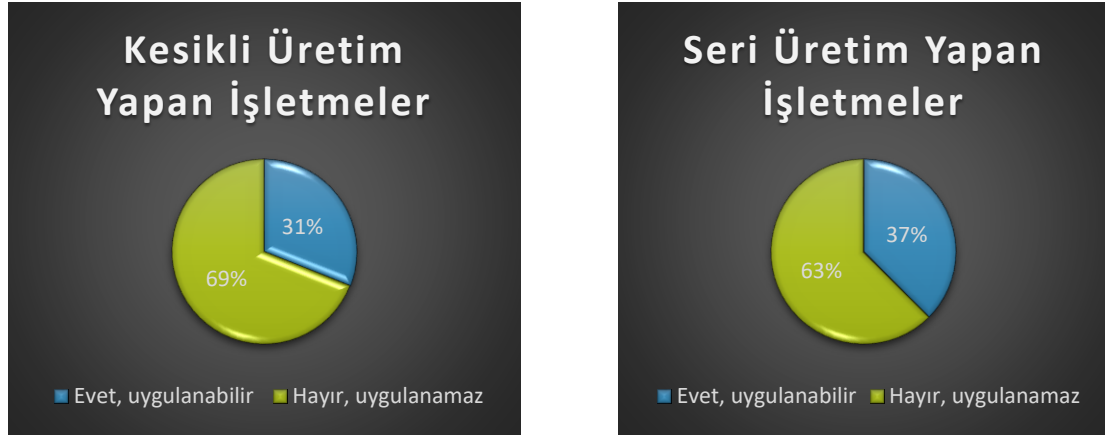 Kesikli Üretim
Yapan İşletmeler
31%
69%
Evet, uygulanabilir Hayır, uygulanamaz
Seri Üretim Yapan
İşletmeler
37%
63%
Evet, uygulanabilir Hayır, uygulanamaz